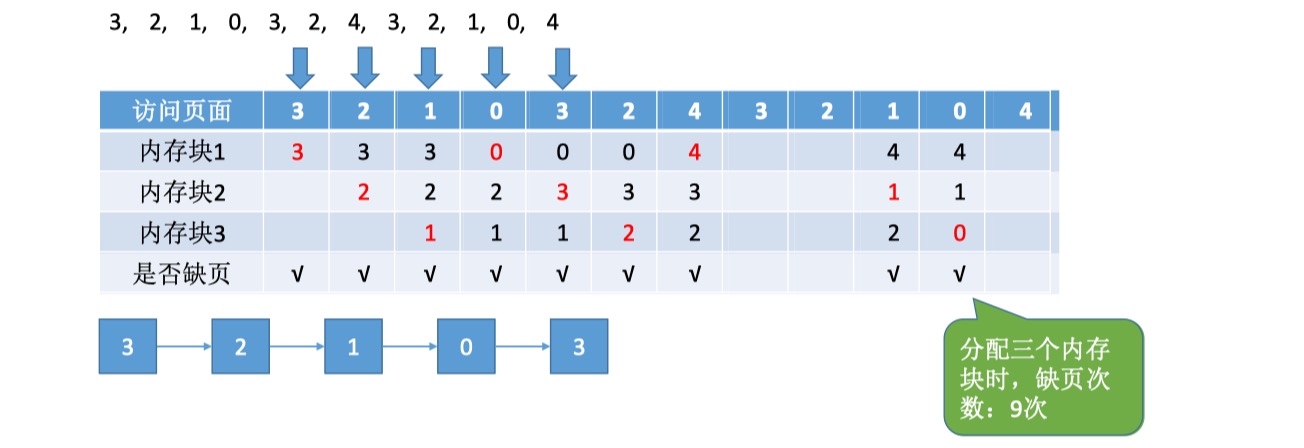 3, 2, 1, 0, 3, 2, 4, 3, 2, 1, 0, 4
访问页面 3 2 1 0 3 2 4 3 2 1 0 4
内存块1 3 3 3 0 0 0 4 4 4
内存块2 2 2 2 3 3 3 1 1
内存块3 1 1 1 2 2 2 0
是否缺页 √ √ √ √ √ √ √ √ √
3 2 1 0 3
分配三个内存
块时，缺页次
数：9次